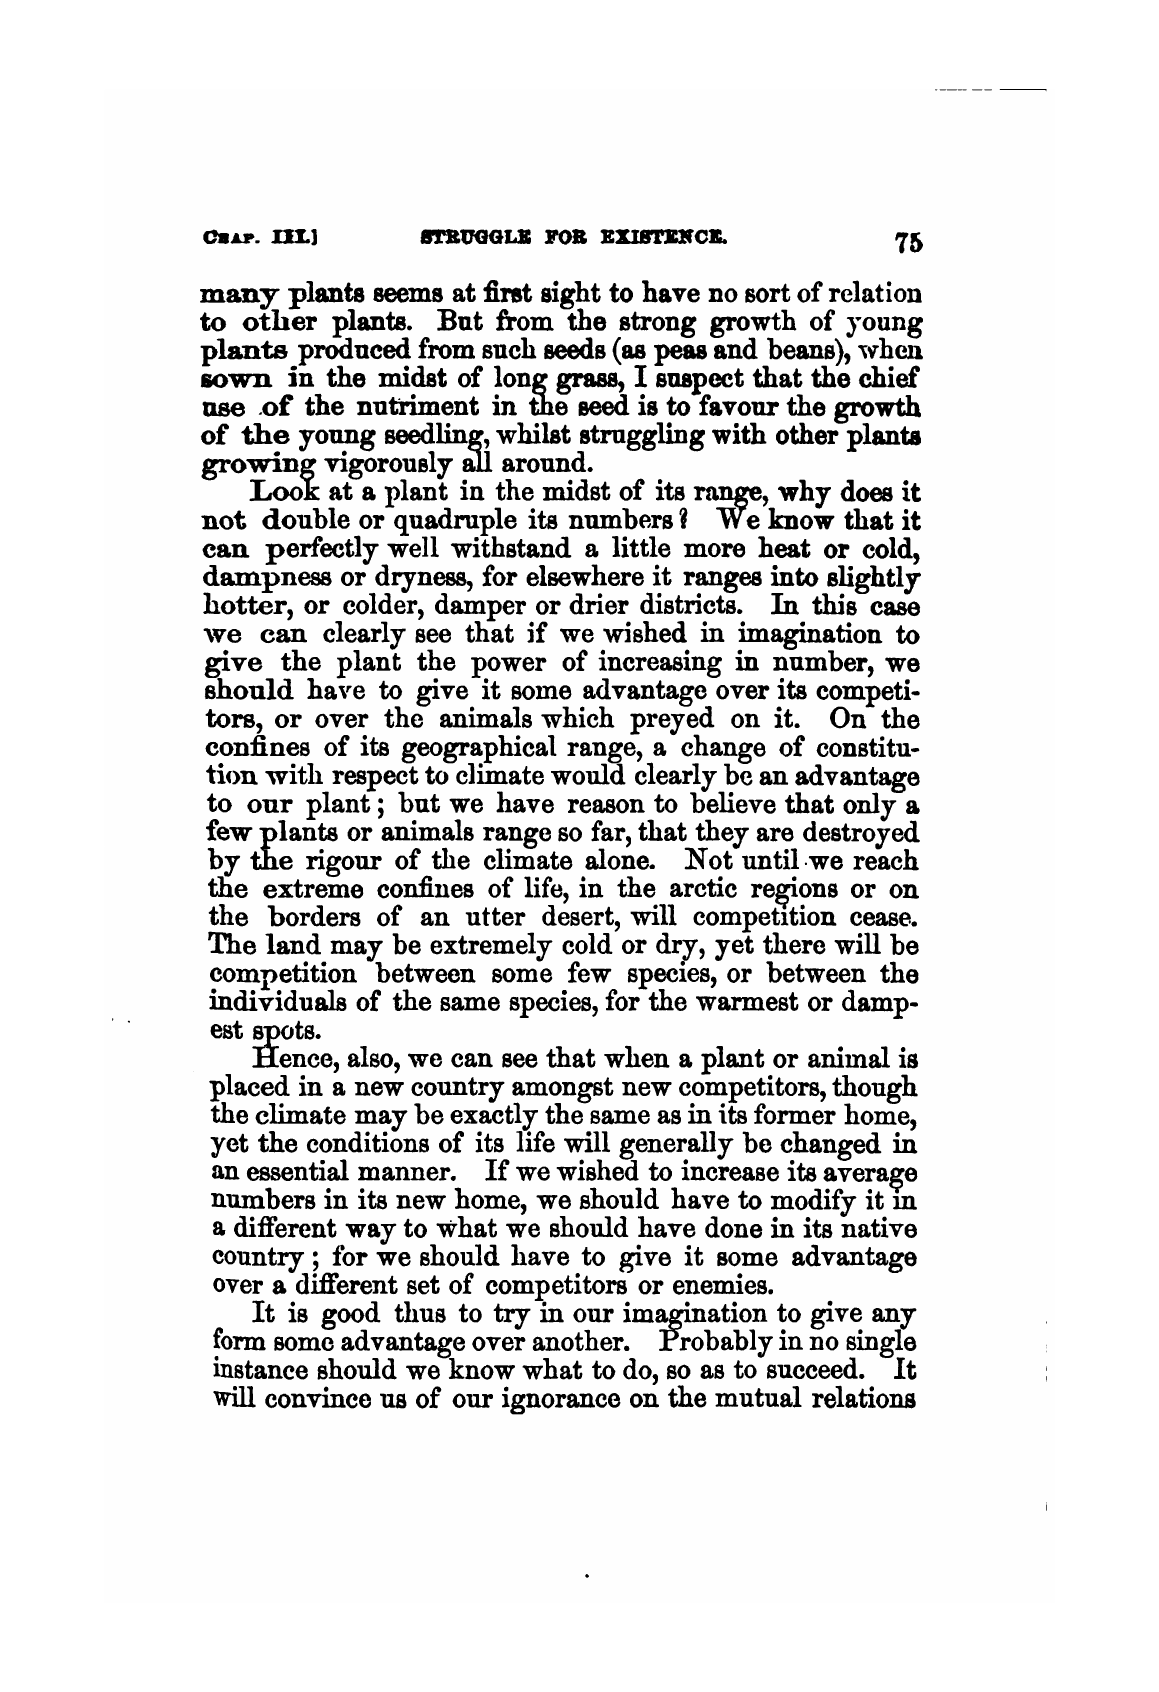 CHAP. III.] STRUGGLE FOR EXISTENCE. 75
many plants seems at first sight to have no sort of relation
to other plants. But from the strong growth of young
plants produced from such seeds (as peas and beans), when
sown in the midst of long grass, I suspect that the chief
use of the nutriment in the seed is to favour the growth
of the young seedling, whilst struggling with other plants
growing vigorously all around.
Look at a plant in the midst of its range, why does it
not double or quadruple its numbers? We know that it
can perfectly well withstand a little more heat or cold,
dampness or dryness, for elsewhere it ranges into slightly
hotter, or colder, damper or drier districts. In this case
we can clearly see that if we wished in imagination to
give the plant the power of increasing in number, we
should have to give it some advantage over its competi-
tors, or over the animals which preyed on it. On the
confines of its geographical range, a change of constitu-
tion with respect to climate would clearly be an advantage
to our plant; but we have reason to believe that only a
few plants or animals range so far, that they are destroyed
by the rigour of the climate alone. Not until we reach
the extreme confines of life, in the arctic regions or on
the borders of an utter desert, will competition cease.
The land may be extremely cold or dry, yet there will be
competition between some few species, or between the
individuals of the same species, for the warmest or damp-
est spots.
Hence, also, we can see that when a plant or animal is
placed in a new country amongst new competitors, though
the climate may be exactly the same as in its former home,
yet the conditions of its life will generally be changed in
an essential manner. If we wished to increase its average
numbers in its new home, we should have to modify it in
a different way to what we should have done in its native
country; for we should have to give it some advantage
over a different set of competitors or enemies.
It is good thus to try in our imagination to give any
form some advantage over another. Probably in no single
instance should we know what to do, so as to succeed. It
will convince us of our ignorance on the mutual relations